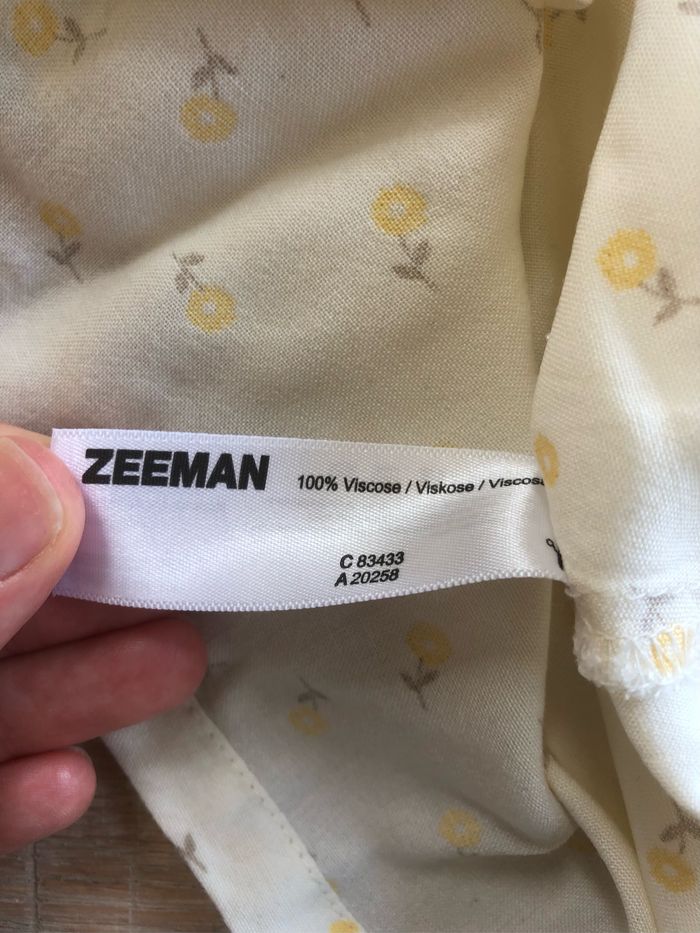 ZEEMAN
100% Viscose / Viskose /
C 83433
A 20258